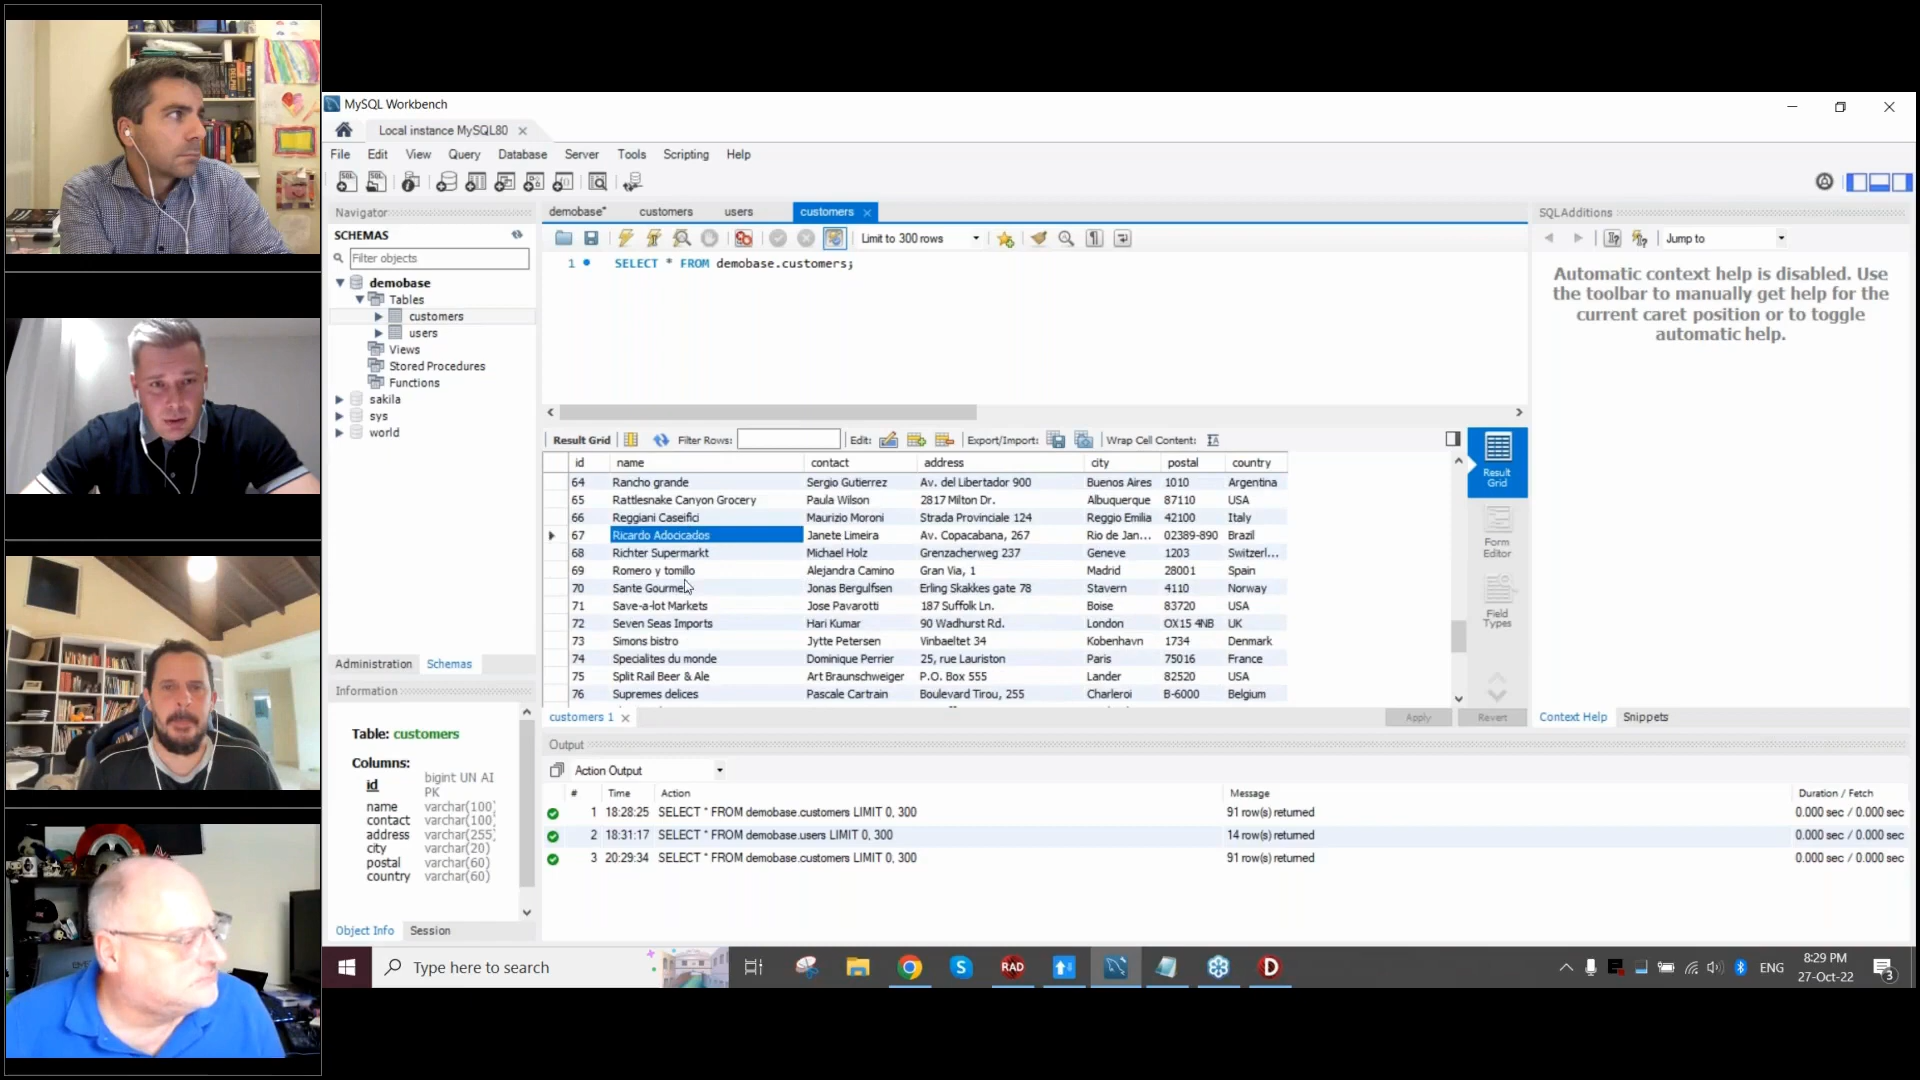 MySQL Workbench
Local instance MySQL80
File Edit View Query Database Server Tools Scripting Help
Navigator
SCHEMAS
Filter objects
demobase
Tables
customers
users
Views
Stored Procedures
Functions
sakila
sys
world
Administration Schemas
Information
Table: customers
Columns:
id bigint UN AI
PK
name varchar(100)
contact varchar(100)
address varchar(255)
city varchar(20)
postal varchar(60)
country varchar(60)
Object Info Session
demobase* customers users customers
Limit to 300 rows
1 SELECT * FROM demobase.customers;
Result Grid Filter Rows: Edit: Export/Import: Wrap Cell Content:
id name contact address city postal country
64 Rancho grande Sergio Gutierrez Av. del Libertador 900 Buenos Aires 1010 Argentina
65 Rattlesnake Canyon Grocery Paula Wilson 2817 Milton Dr. Albuquerque 87110 USA
66 Reggiani Caseifici Maurizio Moroni Strada Provinciale 124 Reggio Emilia 42100 Italy
67 Ricardo Adocicados Janete Limeira Av. Copacabana, 267 Rio de Jan... 02389-890 Brazil
68 Richter Supermarkt Michael Holz Grenzacherweg 237 Geneve 1203 Switzerl...
69 Romero y tomillo Alejandra Camino Gran Via, 1 Madrid 28001 Spain
70 Sante Gourmet Jonas Bergulfsen Erling Skakkes gate 78 Stavern 4110 Norway
71 Save-a-lot Markets Jose Pavarotti 187 Suffolk Ln. Boise 83720 USA
72 Seven Seas Imports Hari Kumar 90 Wadhurst Rd. London OX15 4NB UK
73 Simons bistro Jytte Petersen Vinbaeltet 34 Kobenhavn 1734 Denmark
74 Specialites du monde Dominique Perrier 25, rue Lauriston Paris 75016 France
75 Split Rail Beer & Ale Art Braunschweiger P.O. Box 555 Lander 82520 USA
76 Supremes delices Pascale Cartrain Boulevard Tirou, 255 Charleroi B-6000 Belgium
Result
Grid
Form
Editor
Field
Types
customers 1
Apply Revert
SQLAdditions
Jump to
Automatic context help is disabled. Use
the toolbar to manually get help for the
current caret position or to toggle
automatic help.
Context Help Snippets
Output
Action Output
# Time Action Message Duration / Fetch
1 18:28:25 SELECT * FROM demobase.customers LIMIT 0, 300 91 row(s) returned 0.000 sec / 0.000 sec
2 18:31:17 SELECT * FROM demobase.users LIMIT 0, 300 14 row(s) returned 0.000 sec / 0.000 sec
3 20:29:34 SELECT * FROM demobase.customers LIMIT 0, 300 91 row(s) returned 0.000 sec / 0.000 sec
Type here to search
RAD
ENG
8:29 PM
27-Oct-22
3